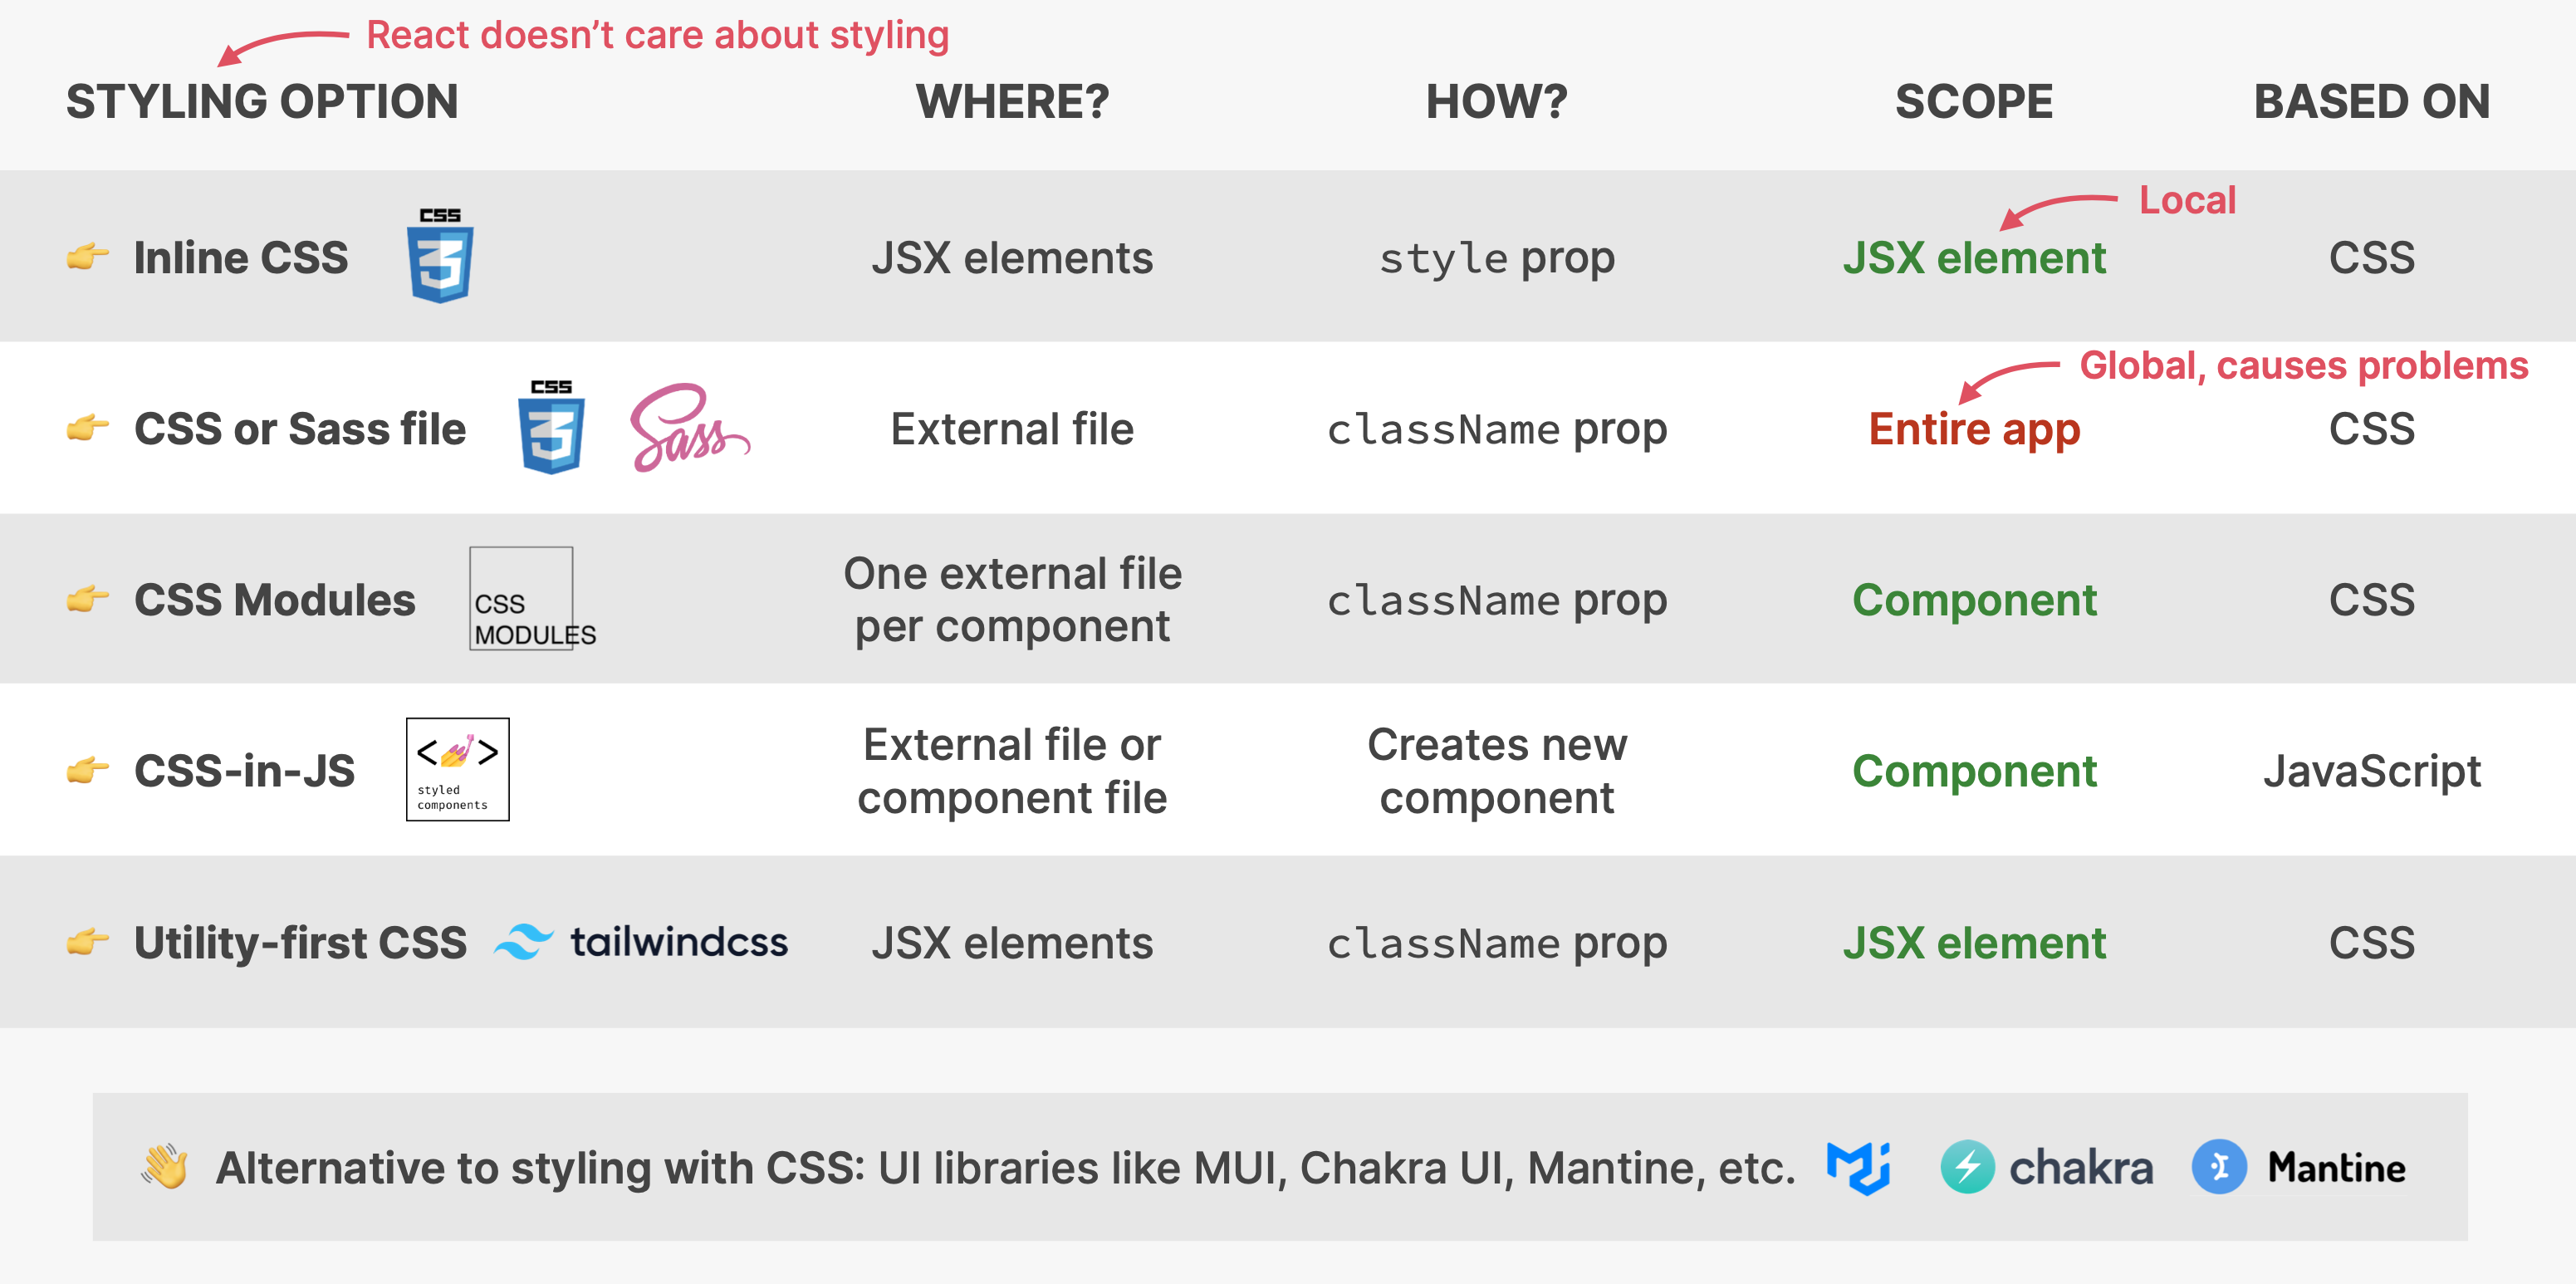 React doesn’t care about styling
STYLING OPTION WHERE? HOW? SCOPE BASED ON
Local
CSS
Inline CSS JSX elements style prop JSX element CSS
Global, causes problems
CSS
CSS or Sass file Sass External file className prop Entire app CSS
CSS Modules CSS MODULES One external file per component className prop Component CSS
CSS-in-JS < > styled components External file or component file Creates new component Component JavaScript
Utility-first CSS tailwindcss JSX elements className prop JSX element CSS
Alternative to styling with CSS: UI libraries like MUI, Chakra UI, Mantine, etc. chakra Mantine